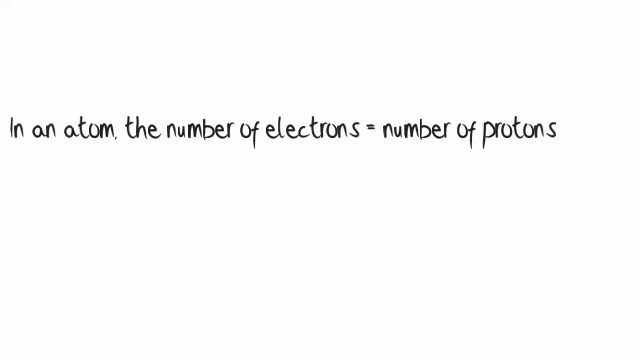 In an atom, the number of electrons = number of protons